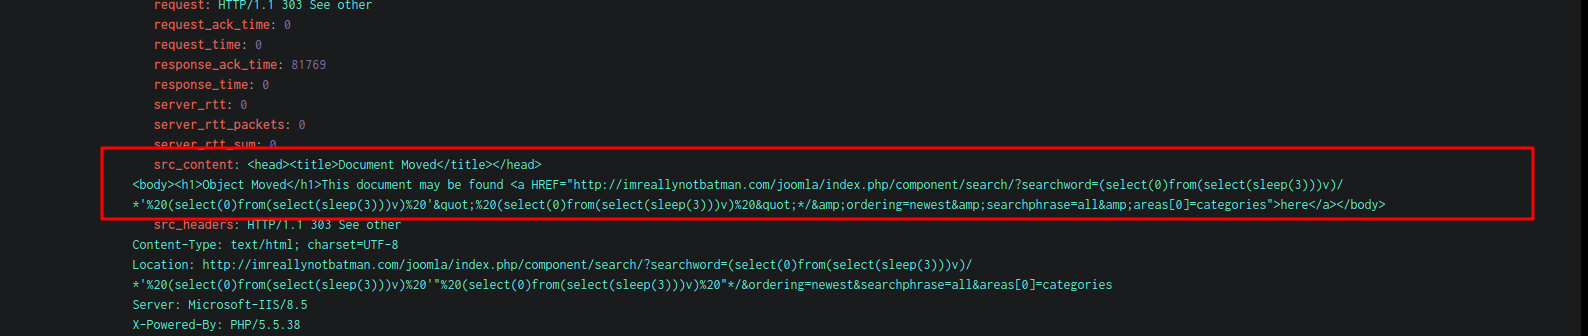 request: HTTP/1.1 303 See other
request_ack_time: 0
request_time: 0
response_ack_time: 81769
response_time: 0
server_rtt: 0
server_rtt_packets: 0
server_rtt_sum: 0
src_content: <head><title>Document Moved</title></head>
<body><h1>Object Moved</h1>This document may be found <a HREF="http://imreallynotbatman.com/joomla/index.php/component/search/?searchword=(select(0)from(select(sleep(3)))v)/
*'%20(select(0)from(select(sleep(3)))v)%20'&quot;%20(select(0)from(select(sleep(3)))v)%20&quot;*/&amp;ordering=newest&amp;searchphrase=all&amp;areas[0]=categories">here</a></body>
src_headers: HTTP/1.1 303 See other
Content-Type: text/html; charset=UTF-8
Location: http://imreallynotbatman.com/joomla/index.php/component/search/?searchword=(select(0)from(select(sleep(3)))v)/
*'%20(select(0)from(select(sleep(3)))v)%20'"%20(select(0)from(select(sleep(3)))v)%20"*/&ordering=newest&searchphrase=all&areas[0]=categories
Server: Microsoft-IIS/8.5
X-Powered-By: PHP/5.5.38